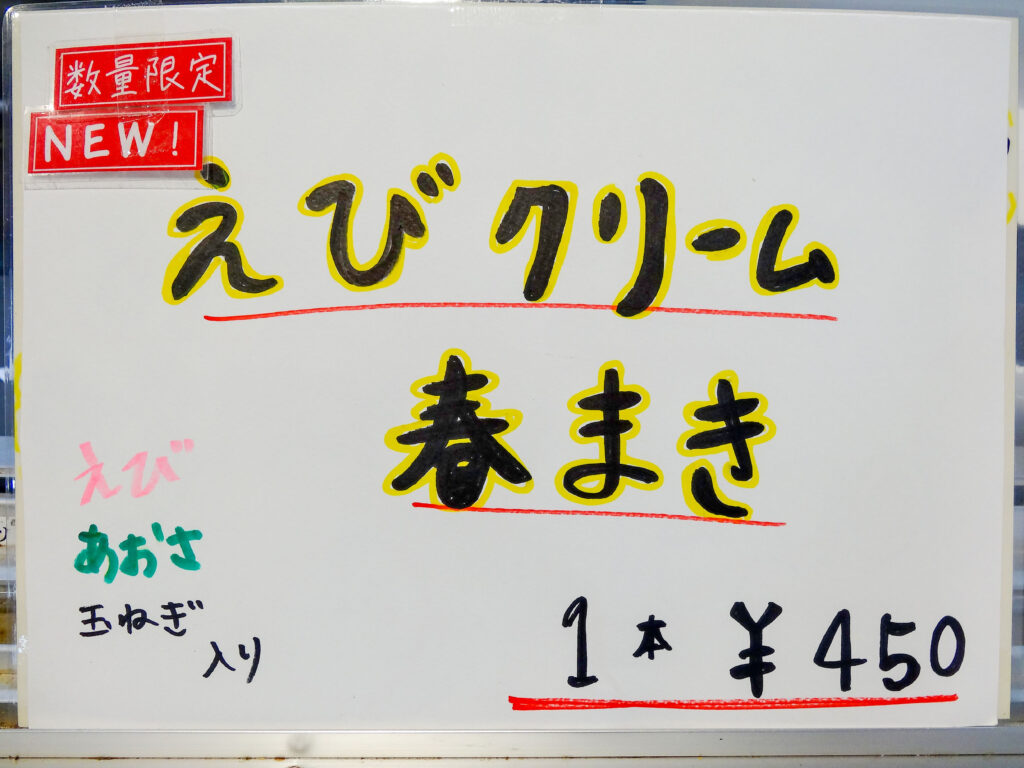 数量限定
NEW!
えびクリーム
春まき
えび
あおさ
玉ねぎ
入り
1本 ¥450